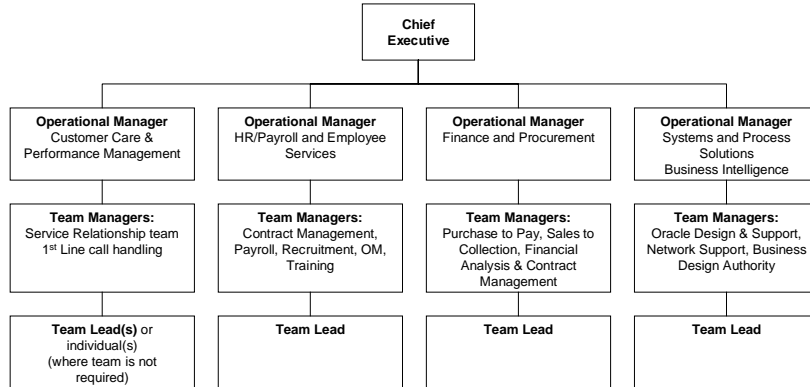 Chief
Executive
Operational Manager
Customer Care &
Performance Management
Operational Manager
HR/Payroll and Employee
Services
Operational Manager
Finance and Procurement
Operational Manager
Systems and Process
Solutions
Business Intelligence
Team Managers:
Service Relationship team
1st Line call handling
Team Managers:
Contract Management,
Payroll, Recruitment, OM,
Training
Team Managers:
Purchase to Pay, Sales to
Collection, Financial
Analysis & Contract
Management
Team Managers:
Oracle Design & Support,
Network Support, Business
Design Authority
Team Lead(s) or
individual(s)
(where team is not
required)
Team Lead
Team Lead
Team Lead